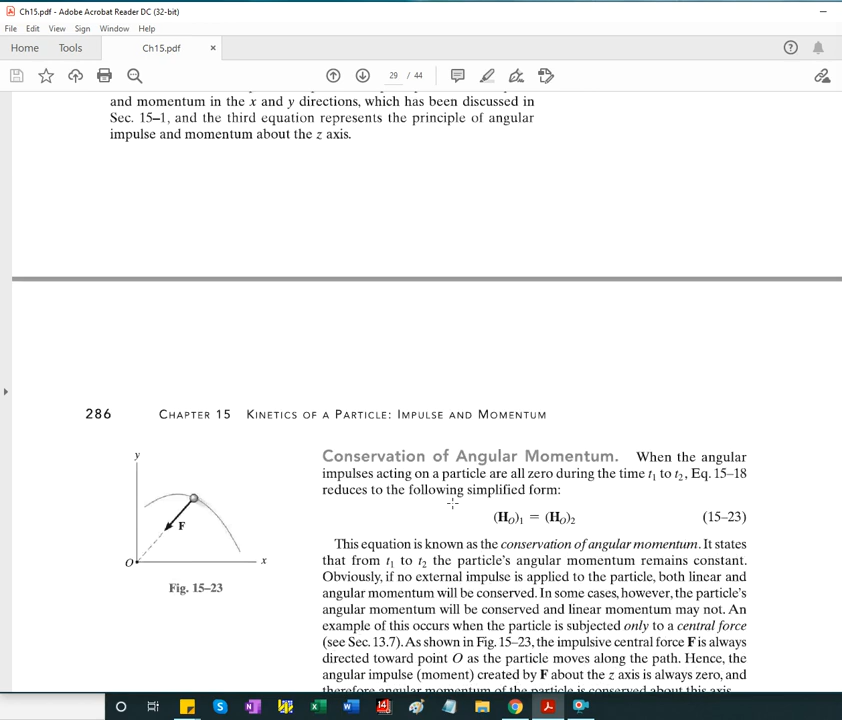 Ch15.pdf - Adobe Acrobat Reader DC (32-bit)
File Edit View Sign Window Help
Home Tools Ch15.pdf ×
29 / 44
and momentum in the x and y directions, which has been discussed in
Sec. 15–1, and the third equation represents the principle of angular
impulse and momentum about the z axis.
286 CHAPTER 15 KINETICS OF A PARTICLE: IMPULSE AND MOMENTUM
y
F
O
x
Fig. 15–23
Conservation of Angular Momentum. When the angular
impulses acting on a particle are all zero during the time t₁ to t₂, Eq. 15–18
reduces to the following simplified form:
(H_O)₁ = (H_O)₂ (15–23)
This equation is known as the conservation of angular momentum. It states
that from t₁ to t₂ the particle's angular momentum remains constant.
Obviously, if no external impulse is applied to the particle, both linear and
angular momentum will be conserved. In some cases, however, the particle's
angular momentum will be conserved and linear momentum may not. An
example of this occurs when the particle is subjected only to a central force
(see Sec. 13.7). As shown in Fig. 15–23, the impulsive central force F is always
directed toward point O as the particle moves along the path. Hence, the
angular impulse (moment) created by F about the z axis is always zero, and
therefore angular momentum of the particle is conserved about this axis.